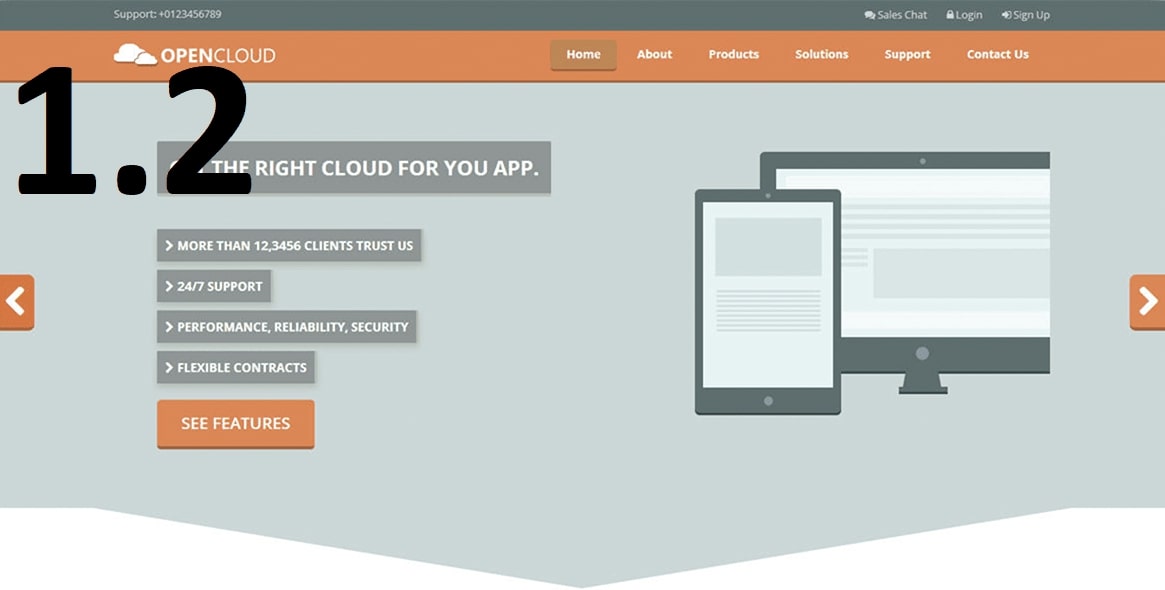 Support: +0123456789 Sales Chat Login Sign Up
OPENCLOUD Home About Products Solutions Support Contact Us
1.2
THE RIGHT CLOUD FOR YOU APP.
MORE THAN 12,3456 CLIENTS TRUST US
24/7 SUPPORT
PERFORMANCE, RELIABILITY, SECURITY
FLEXIBLE CONTRACTS
SEE FEATURES